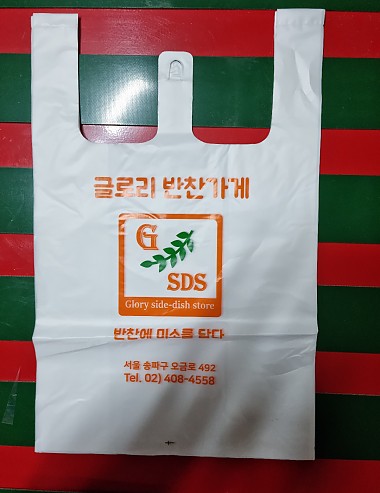 글로리 반찬가게
G
SDS
Glory side-dish store
반찬에 미소를 담다
서울 송파구 오금로 492
Tel. 02) 408-4558